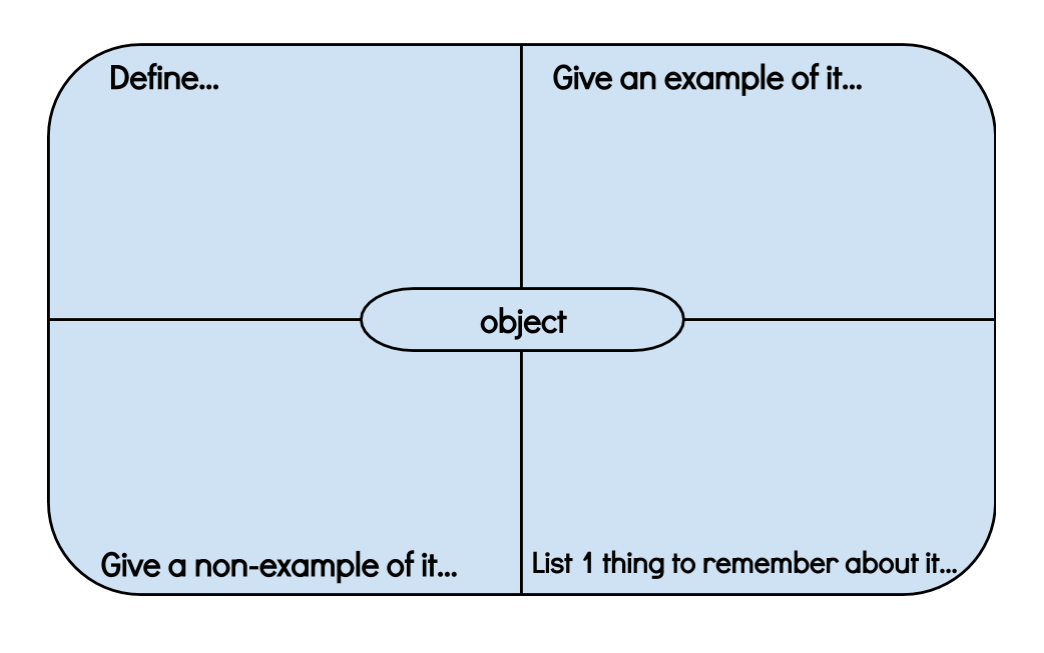 Define...
Give an example of it...
object
Give a non-example of it...
List 1 thing to remember about it...